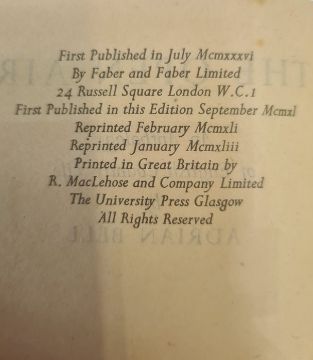 First Published in July Mcmxxxvi
By Faber and Faber Limited
24 Russell Square London W.C.1
First Published in this Edition September Mcmxl
Reprinted February Mcmxli
Reprinted January Mcmxliii
Printed in Great Britain by
R. MacLehose and Company Limited
The University Press Glasgow
All Rights Reserved
ADRIAN BELL